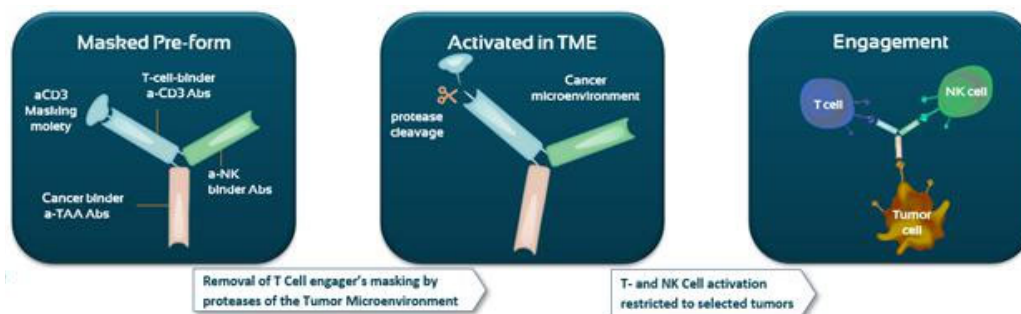 Masked Pre-form
T-cell-binder
a-CD3 Abs
aCD3
Masking
moiety
a-NK
binder Abs
Cancer binder
a-TAA Abs
Activated in TME
Cancer
microenvironment
protease
cleavage
Engagement
T cell
NK cell
Tumor
cell
Removal of T Cell engager's masking by
proteases of the Tumor Microenvironment
T- and NK Cell activation
restricted to selected tumors